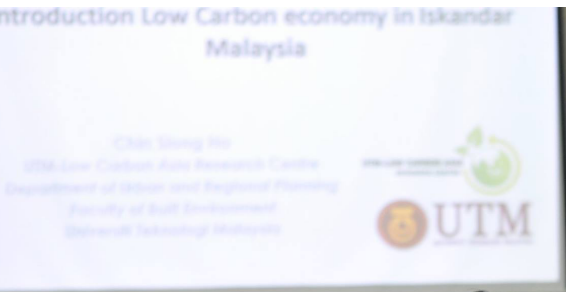 ntroduction Low Carbon economy in Iskandar
Malaysia
Chin Siong Ho
UTM-Low Carbon Asia Research Centre
Department of Urban and Regional Planning
Faculty of Built Environment
Universiti Teknologi Malaysia
UTM